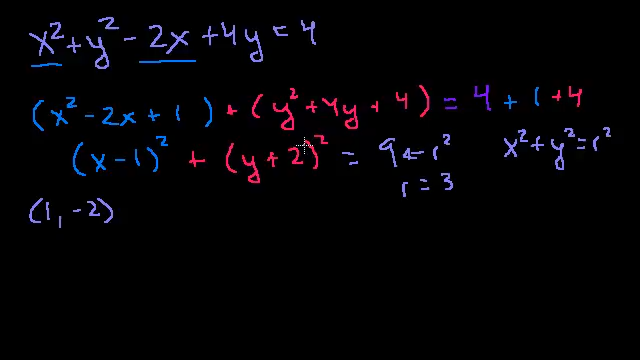 x² + y² - 2x + 4y = 4
(x² - 2x + 1) + (y² + 4y + 4) = 4 + 1 + 4
(x - 1)² + (y + 2)² = 9 ← r² x² + y² = r²
r = 3
(1, -2)